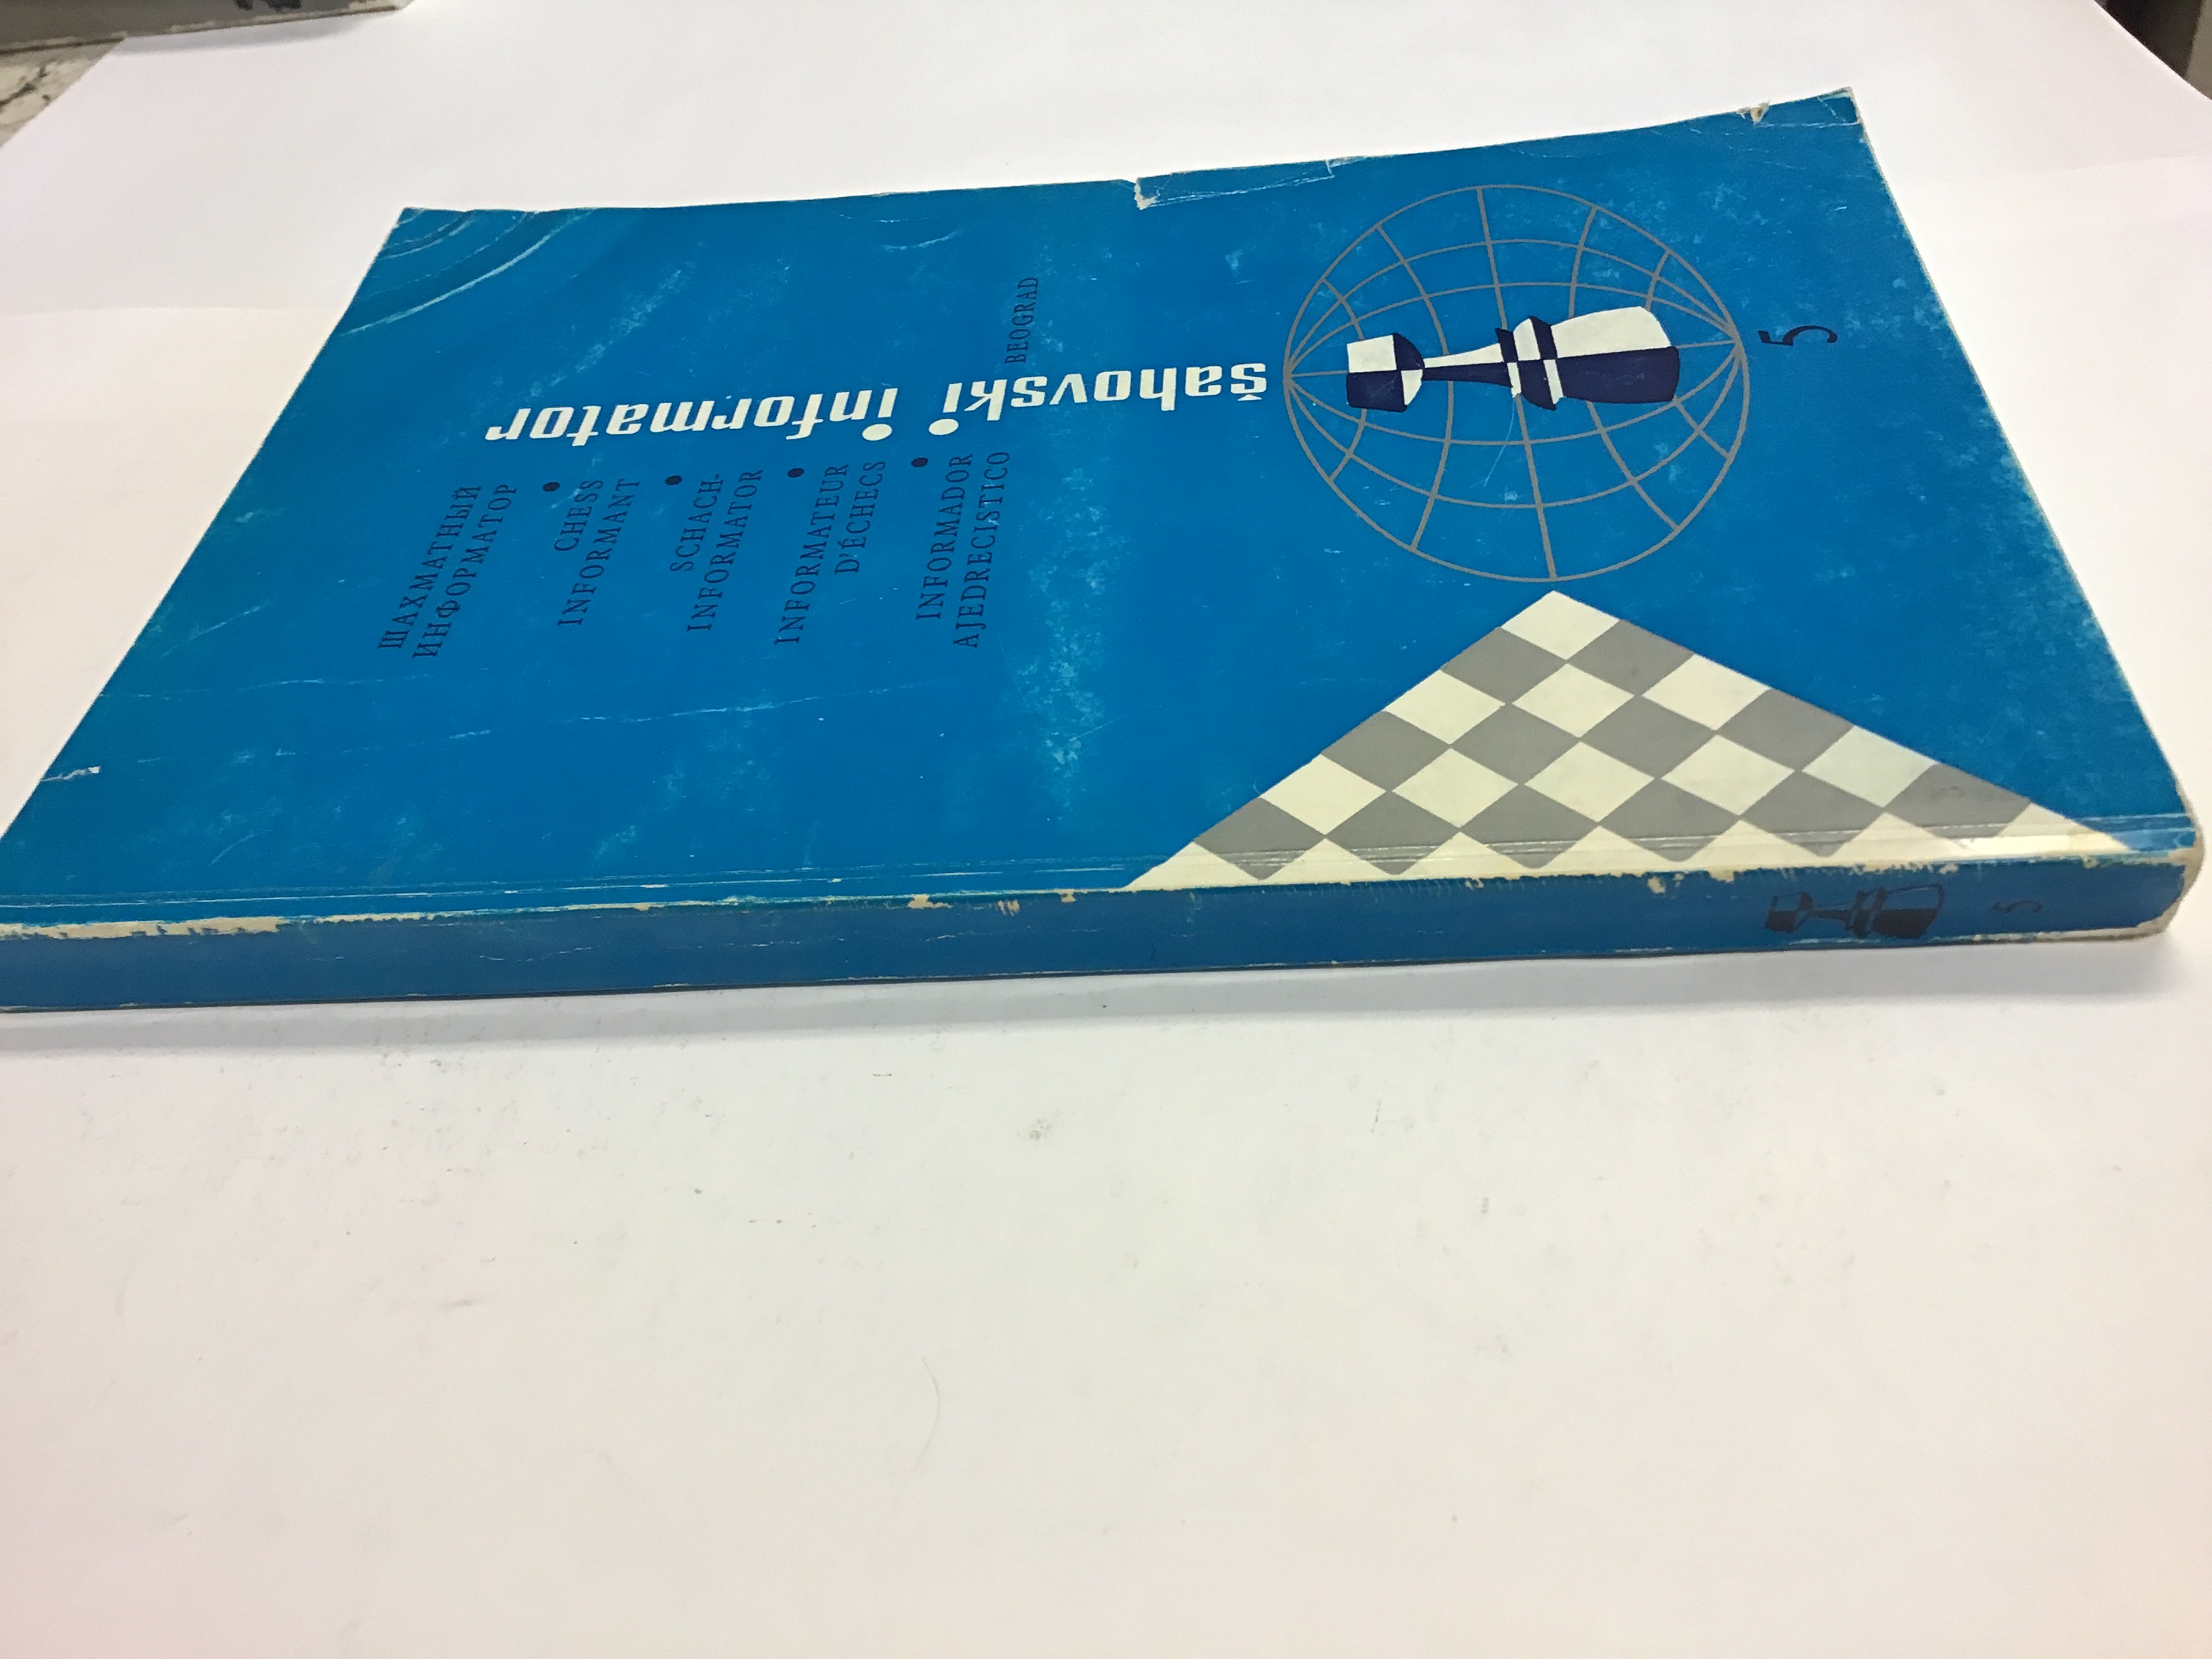 5
šahovski informator
BEOGRAD
ШАХМАТНЫЙ
ИНФОРМАТОР
CHESS
INFORMANT
SCHACH-
INFORMATOR
INFORMATEUR
D'ÉCHECS
INFORMADOR
AJEDRECISTICO
5